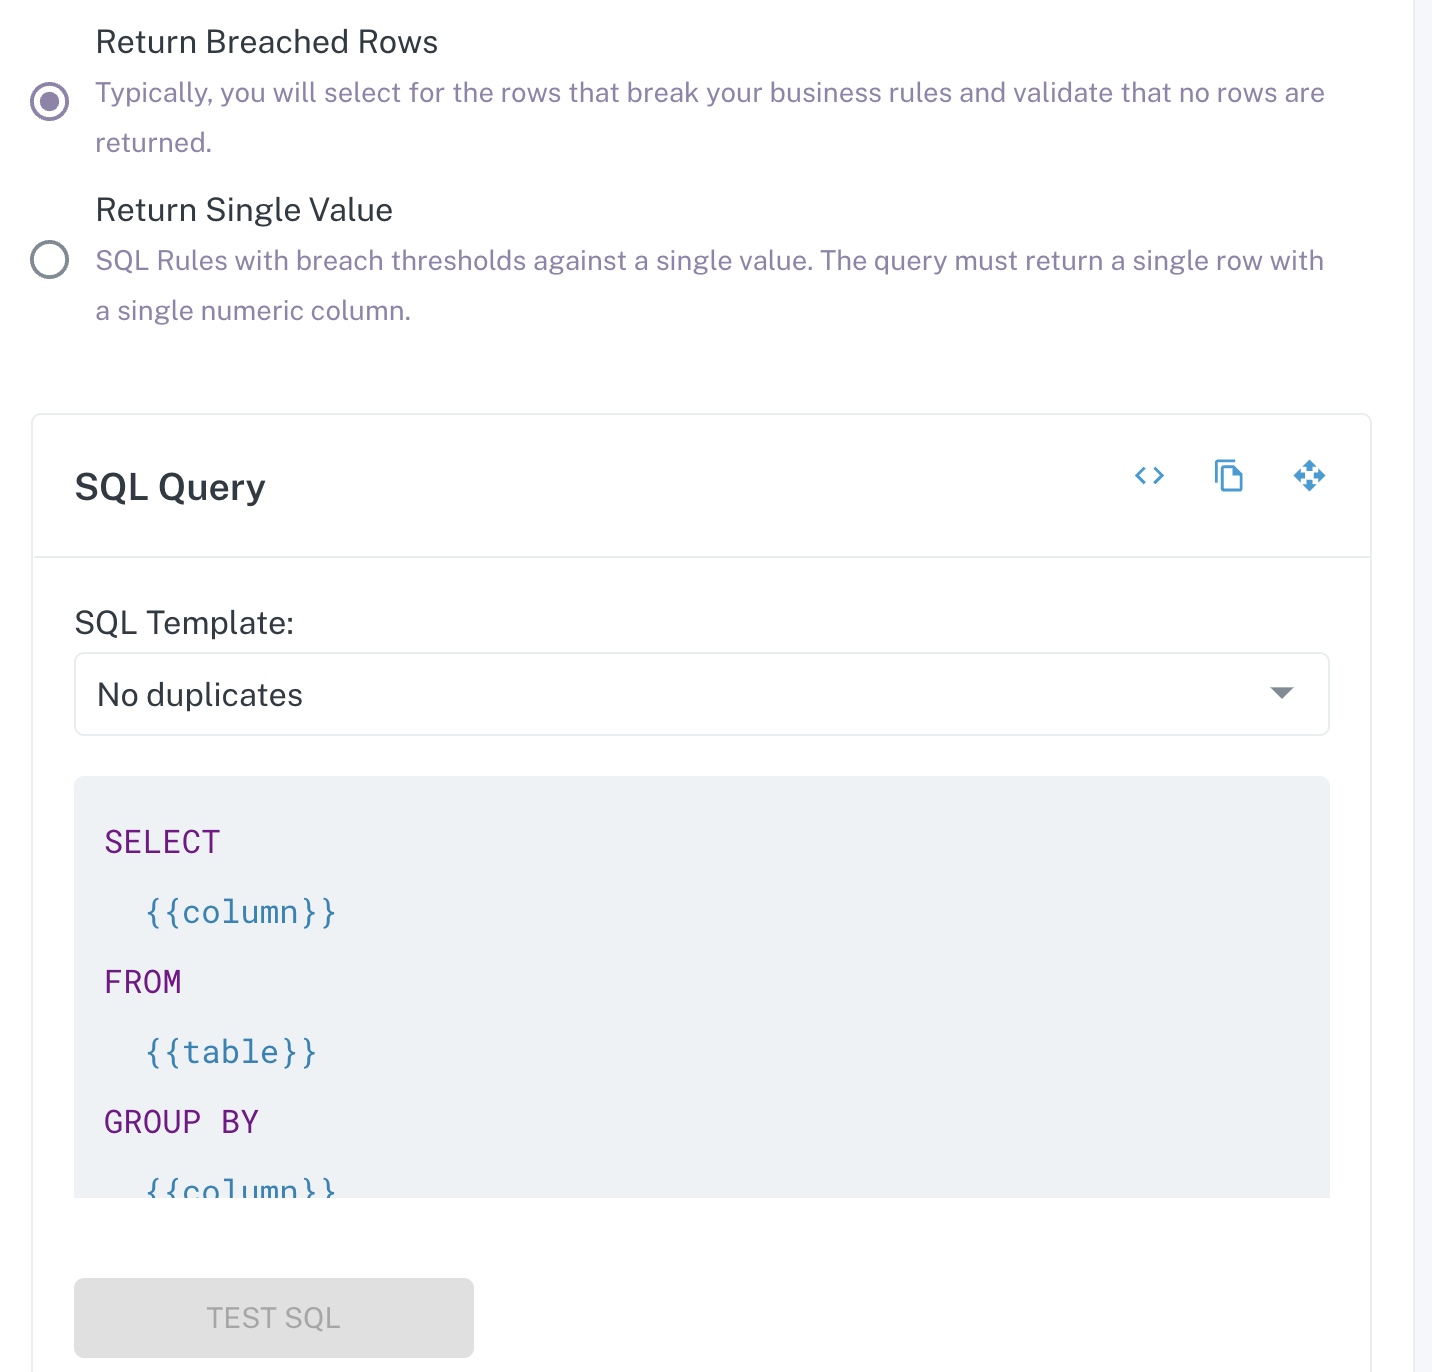 Return Breached Rows
Typically, you will select for the rows that break your business rules and validate that no rows are
returned.
Return Single Value
SQL Rules with breach thresholds against a single value. The query must return a single row with
a single numeric column.
SQL Query
SQL Template:
No duplicates
SELECT
{{column}}
FROM
{{table}}
GROUP BY
{{column}}
TEST SQL